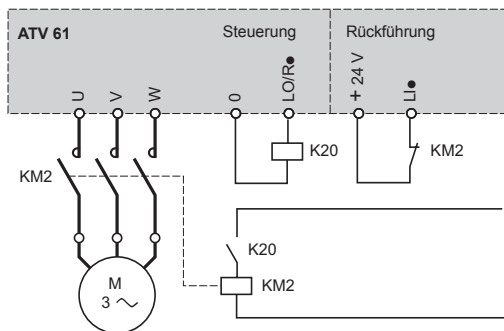 ATV 61 Steuerung Rückführung
U
V
W
0
LO/R●
+ 24 V
LI●
KM2
K20
KM2
K20
KM2
M
3